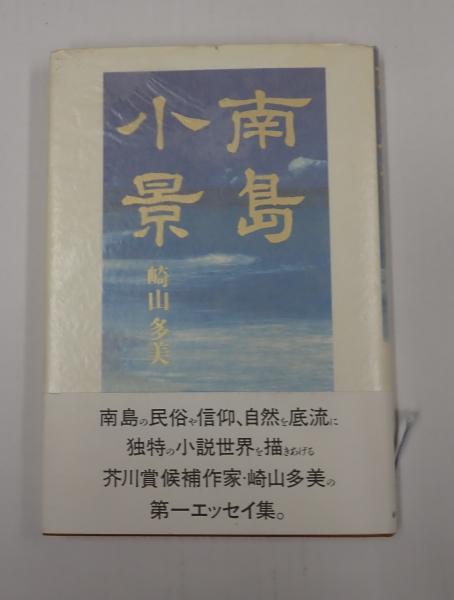 南島
小景
崎山多美
南島の民俗や信仰、自然を底流に
独特の小説世界を描きあげる
芥川賞候補作家・崎山多美の
第一エッセイ集。